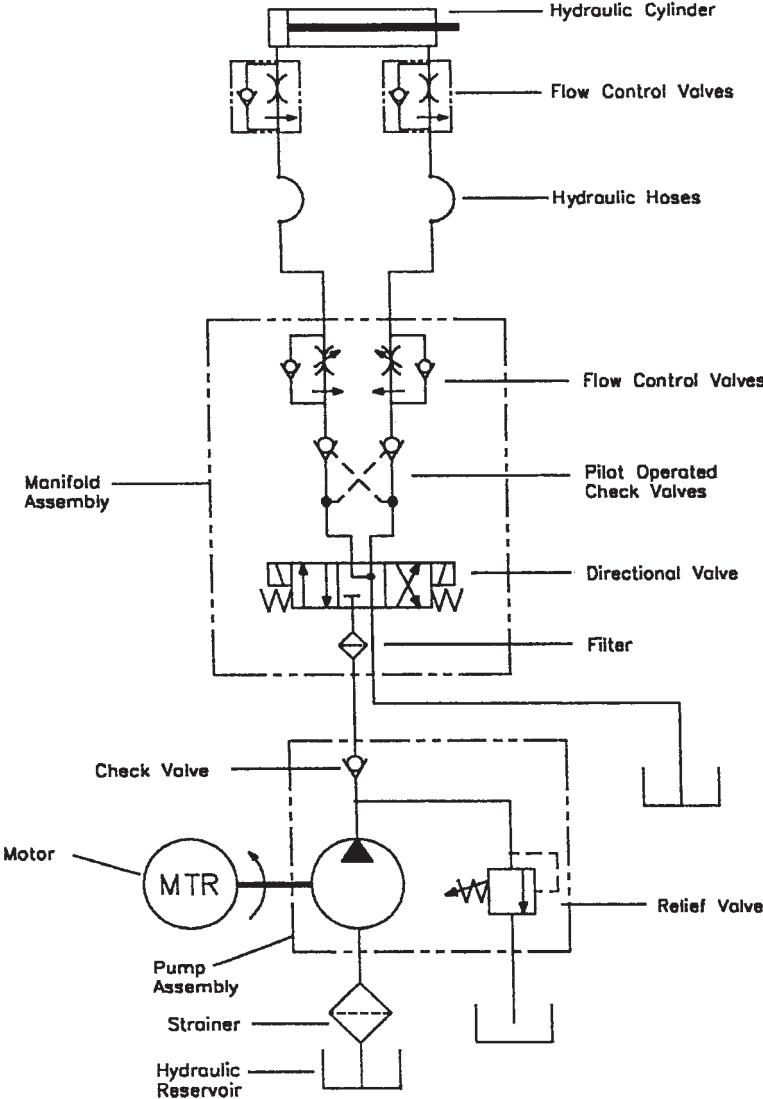 Hydraulic Cylinder
Flow Control Valves
Hydraulic Hoses
Flow Control Valves
Manifold
Assembly
Pilot Operated
Check Valves
Directional Valve
Filter
Check Valve
Motor
MTR
Relief Valve
Pump
Assembly
Strainer
Hydraulic
Reservoir